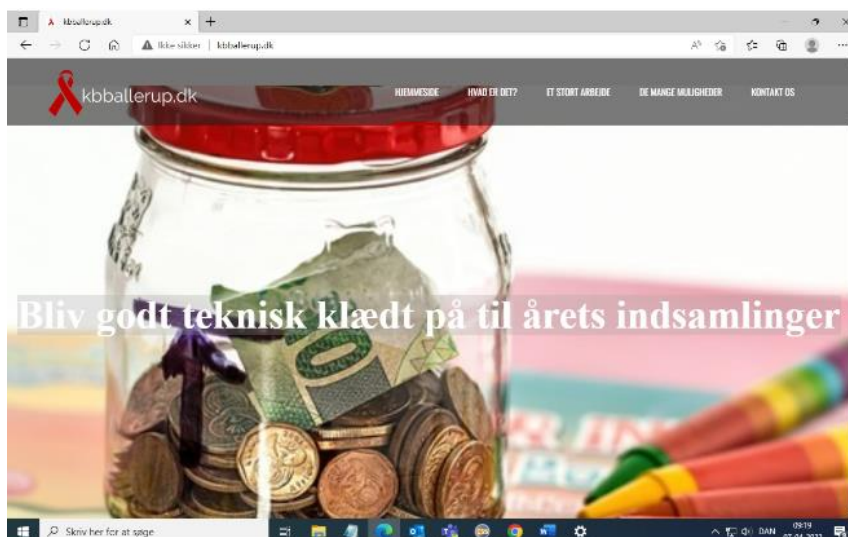 kbballerup.dk
Ikke sikker | kbballerup.dk
kbballerup.dk
HJEMMESIDE HVAD ER DET? ET STORT ARBEJDE DE MANGE MULIGHEDER KONTAKT OS
Bliv godt teknisk klædt på til årets indsamlinger
Skriv her for at søge
DAN
09:19